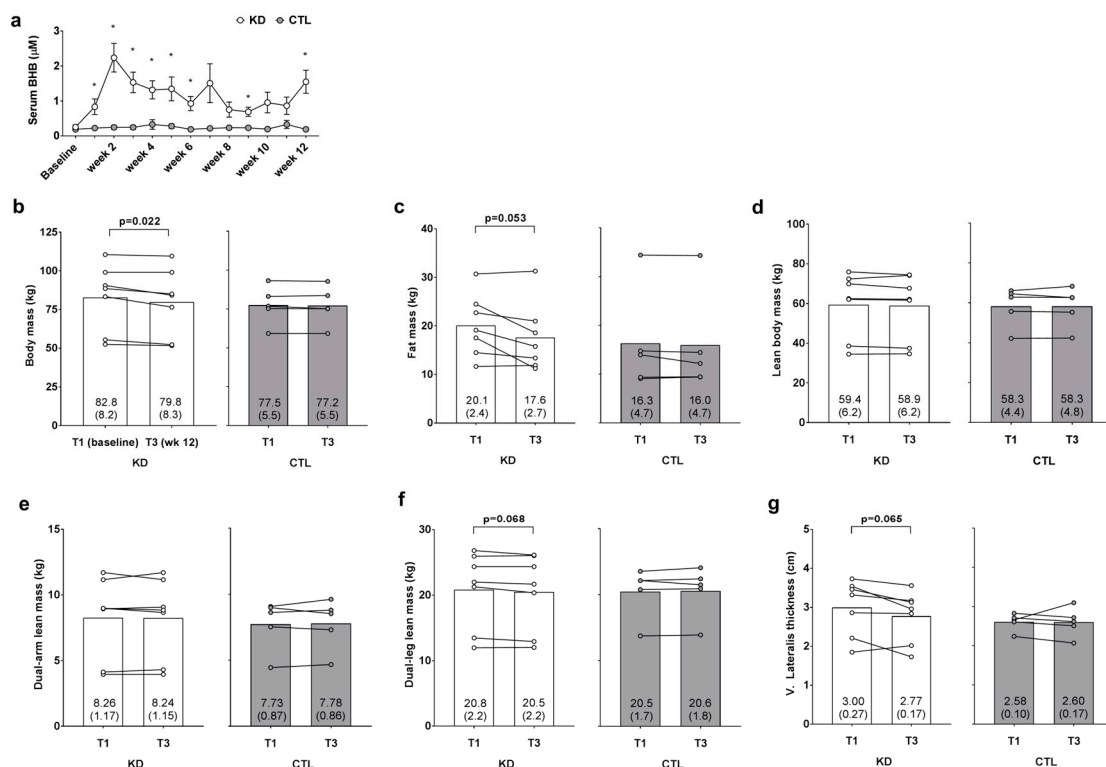 a
KD CTL
Serum BHB (µM)
3
2
1
0
Baseline
week 2
week 4
week 6
week 8
week 10
week 12
* * * * * * * *
b
p=0.022
Body mass (kg)
125
100
75
50
25
0
82.8 79.8 77.5 77.2
(8.2) (8.3) (5.5) (5.5)
T1 (baseline) T3 (wk 12) T1 T3
KD CTL
c
p=0.053
Fat mass (kg)
40
30
20
10
0
20.1 17.6 16.3 16.0
(2.4) (2.7) (4.7) (4.7)
T1 T3 T1 T3
KD CTL
d
Lean body mass (kg)
100
80
60
40
20
0
59.4 58.9 58.3 58.3
(6.2) (6.2) (4.4) (4.8)
T1 T3 T1 T3
KD CTL
e
Dual-arm lean mass (kg)
15
10
5
0
8.26 8.24 7.73 7.78
(1.17) (1.15) (0.87) (0.86)
T1 T3 T1 T3
KD CTL
f
p=0.068
Dual-leg lean mass (kg)
30
20
10
0
20.8 20.5 20.5 20.6
(2.2) (2.2) (1.7) (1.8)
T1 T3 T1 T3
KD CTL
g
p=0.065
V. Lateralis thickness (cm)
5
4
3
2
1
0
3.00 2.77 2.58 2.60
(0.27) (0.17) (0.10) (0.17)
T1 T3 T1 T3
KD CTL